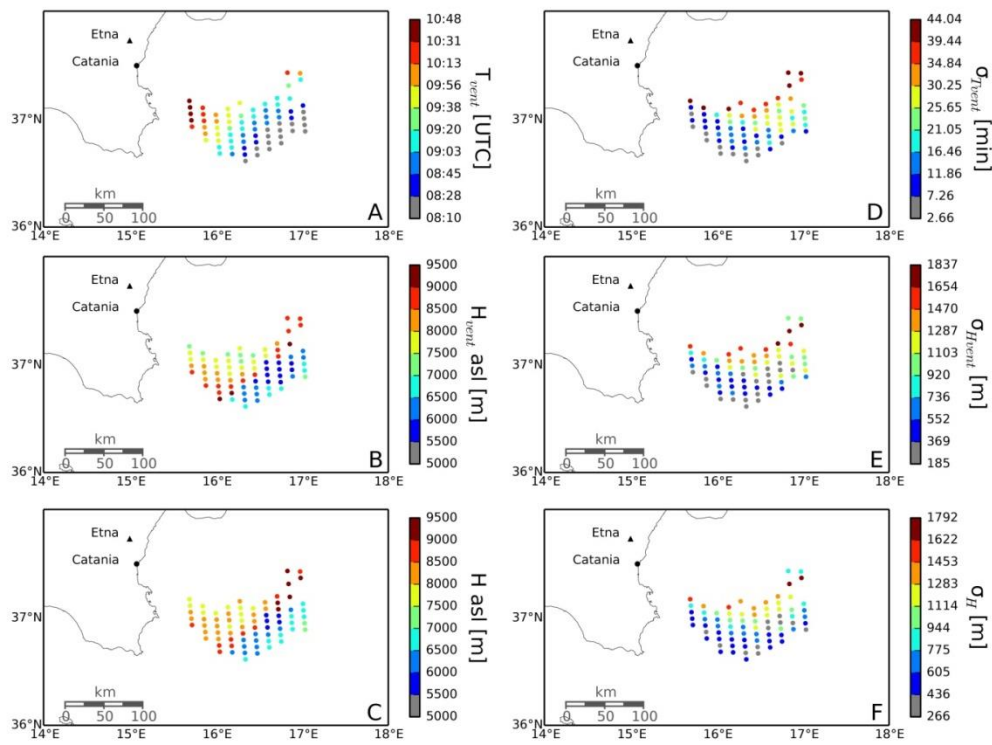 Etna
Catania
37°N
36°N
14°E
15°E
16°E
17°E
18°E
km
0
50
100
A
10:48
10:31
10:13
09:56
09:38
09:20
09:03
08:45
08:28
08:10
Tvent [UTC]
Etna
Catania
37°N
36°N
14°E
15°E
16°E
17°E
18°E
km
0
50
100
D
44.04
39.44
34.84
30.25
25.65
21.05
16.46
11.86
7.26
2.66
σTvent [min]
Etna
Catania
37°N
36°N
14°E
15°E
16°E
17°E
18°E
km
0
50
100
B
9500
9000
8500
8000
7500
7000
6500
6000
5500
5000
Hvent asl [m]
Etna
Catania
37°N
36°N
14°E
15°E
16°E
17°E
18°E
km
0
50
100
E
1837
1654
1470
1287
1103
920
736
552
369
185
σHvent [m]
Etna
Catania
37°N
36°N
14°E
15°E
16°E
17°E
18°E
km
0
50
100
C
9500
9000
8500
8000
7500
7000
6500
6000
5500
5000
H asl [m]
Etna
Catania
37°N
36°N
14°E
15°E
16°E
17°E
18°E
km
0
50
100
F
1792
1622
1453
1283
1114
944
775
605
436
266
σH [m]